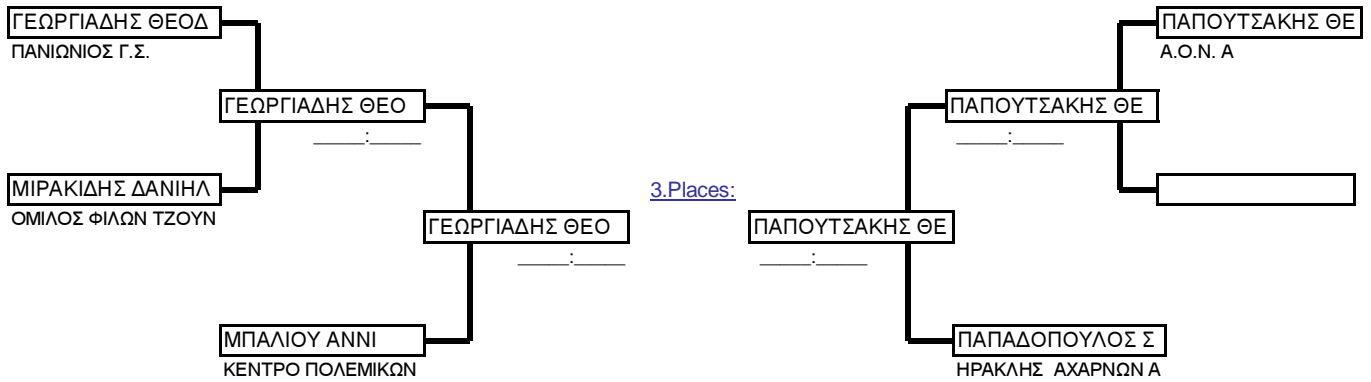 ΓΕΩΡΓΙΑΔΗΣ ΘΕΟΔ
ΠΑΝΙΩΝΙΟΣ Γ.Σ.
ΠΑΠΟΥΤΣΑΚΗΣ ΘΕ
Α.Ο.Ν. Α
ΓΕΩΡΓΙΑΔΗΣ ΘΕΟ
_____:_____
ΠΑΠΟΥΤΣΑΚΗΣ ΘΕ
_____:_____
ΜΙΡΑΚΙΔΗΣ ΔΑΝΙΗΛ
ΟΜΙΛΟΣ ΦΙΛΩΝ ΤΖΟΥΝ
3.Places:
ΓΕΩΡΓΙΑΔΗΣ ΘΕΟ
_____:_____
ΠΑΠΟΥΤΣΑΚΗΣ ΘΕ
_____:_____
ΜΠΑΛΙΟΥ ΑΝΝΙ
ΚΕΝΤΡΟ ΠΟΛΕΜΙΚΩΝ
ΠΑΠΑΔΟΠΟΥΛΟΣ Σ
ΗΡΑΚΛΗΣ ΑΧΑΡΝΩΝ Α